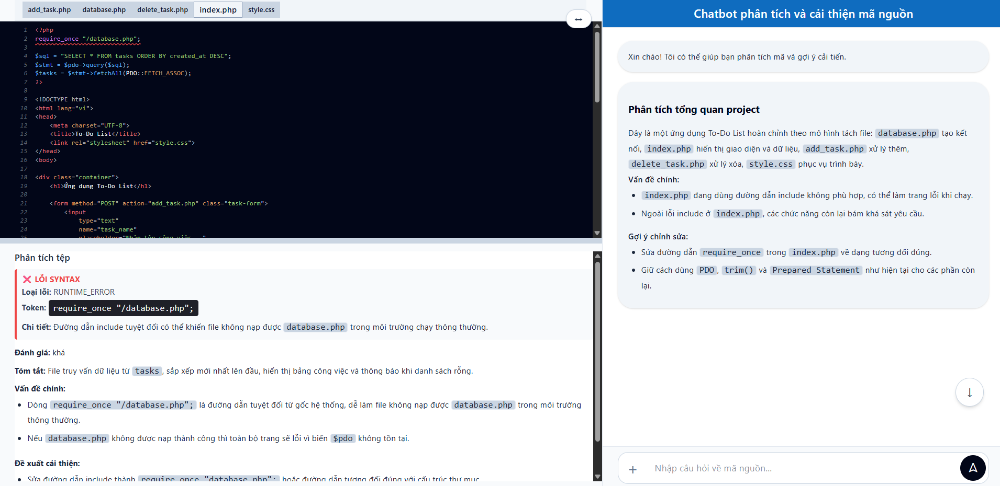 add_task.php database.php delete_task.php index.php style.css
1 <?php
2 require_once "/database.php";
3
4 $sql = "SELECT * FROM tasks ORDER BY created_at DESC";
5 $stmt = $pdo->query($sql);
6 $tasks = $stmt->fetchAll(PDO::FETCH_ASSOC);
7 ?>
8
9 <!DOCTYPE html>
10 <html lang="vi">
11 <head>
12 <meta charset="UTF-8">
13 <title>To-Do List</title>
14 <link rel="stylesheet" href="style.css">
15 </head>
16 <body>
17
18 <div class="container">
19 <h1>Ứng dụng To-Do List</h1>
20
21 <form method="POST" action="add_task.php" class="task-form">
22 <input
23 type="text"
24 name="task_name"
25 placeholder="Nhập tên công việc..."
Phân tích tệp
❌ LỖI SYNTAX
Loại lỗi: RUNTIME_ERROR
Token: require_once "/database.php";
Chi tiết: Đường dẫn include tuyệt đối có thể khiến file không nạp được database.php trong môi trường chạy thông thường.
Đánh giá: khá
Tóm tắt: File truy vấn dữ liệu từ tasks, sắp xếp mới nhất lên đầu, hiển thị bảng công việc và thông báo khi danh sách rỗng.
Vấn đề chính:
• Dòng require_once "/database.php"; là đường dẫn tuyệt đối từ gốc hệ thống, dễ làm file không nạp được database.php trong môi trường
thông thường.
• Nếu database.php không được nạp thành công thì toàn bộ trang sẽ lỗi vì biến $pdo không tồn tại.
Đề xuất cải thiện:
• Sửa đường dẫn include thành require_once "database.php"; hoặc đường dẫn tương đối đúng với cấu trúc thư mục
Chatbot phân tích và cải thiện mã nguồn
Xin chào! Tôi có thể giúp bạn phân tích mã và gợi ý cải tiến.
Phân tích tổng quan project
Đây là một ứng dụng To-Do List hoàn chỉnh theo mô hình tách file: database.php tạo kết
nối, index.php hiển thị giao diện và dữ liệu, add_task.php xử lý thêm,
delete_task.php xử lý xóa, style.css phục vụ trình bày.
Vấn đề chính:
• index.php đang dùng đường dẫn include không phù hợp, có thể làm trang lỗi khi chạy.
• Ngoài lỗi include ở index.php, các chức năng còn lại bám khá sát yêu cầu.
Gợi ý chỉnh sửa:
• Sửa đường dẫn require_once trong index.php về dạng tương đối đúng.
• Giữ cách dùng PDO, trim() và Prepared Statement như hiện tại cho các phần còn
lại.
Nhập câu hỏi về mã nguồn...